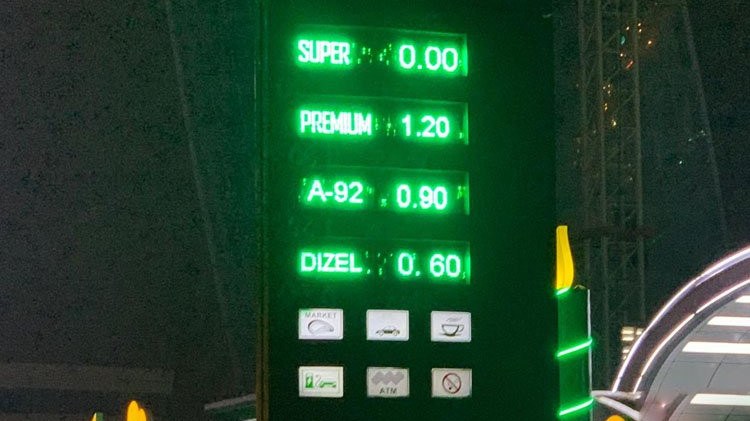 SUPER 0.00
PREMIUM 1.20
A-92 0.90
DIZEL 0.60
MARKET
ATM